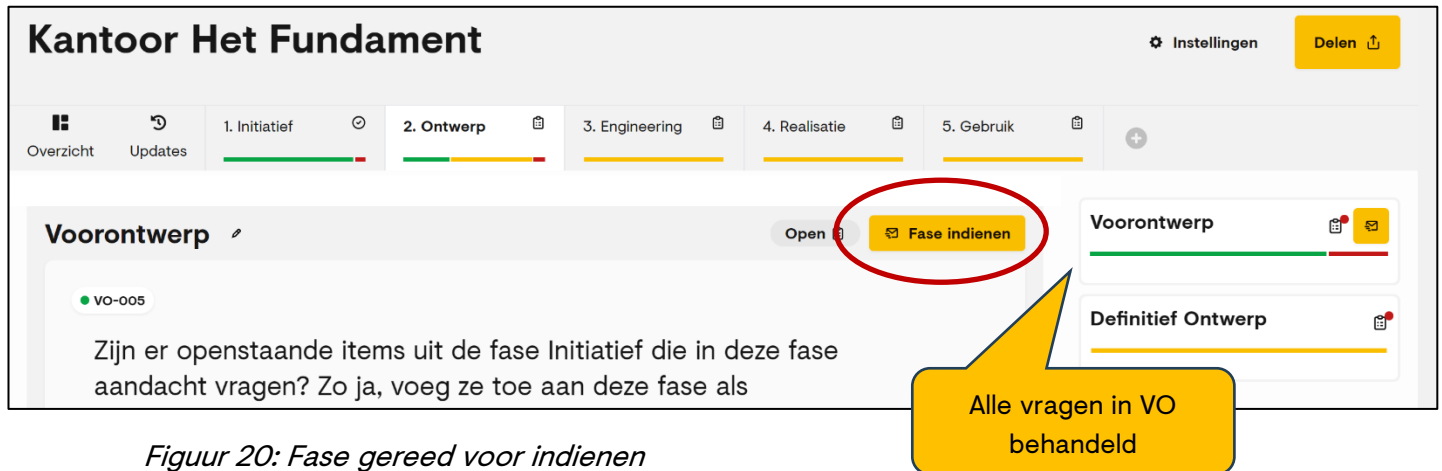 Kantoor Het Fundament
Instellingen
Delen
Overzicht
Updates
1. Initiatief
2. Ontwerp
3. Engineering
4. Realisatie
5. Gebruik
Voorontwerp
Open
Fase indienen
VO-005
Zijn er openstaande items uit de fase Initiatief die in deze fase
aandacht vragen? Zo ja, voeg ze toe aan deze fase als
Voorontwerp
Definitief Ontwerp
Alle vragen in VO
behandeld
Figuur 20: Fase gereed voor indienen